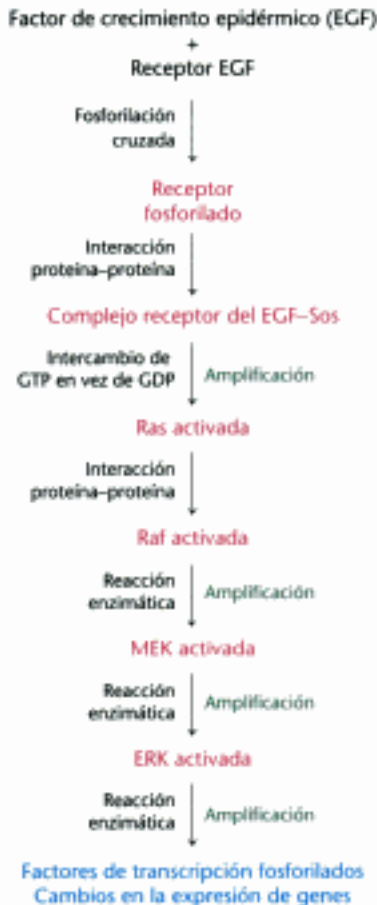 Factor de crecimiento epidérmico (EGF)
+
Receptor EGF
Fosforilación
cruzada
Receptor
fosforilado
Interacción
proteína–proteína
Complejo receptor del EGF–Sos
Intercambio de
GTP en vez de GDP
Amplificación
Ras activada
Interacción
proteína–proteína
Raf activada
Reacción
enzimática
Amplificación
MEK activada
Reacción
enzimática
Amplificación
ERK activada
Reacción
enzimática
Amplificación
Factores de transcripción fosforilados
Cambios en la expresión de genes